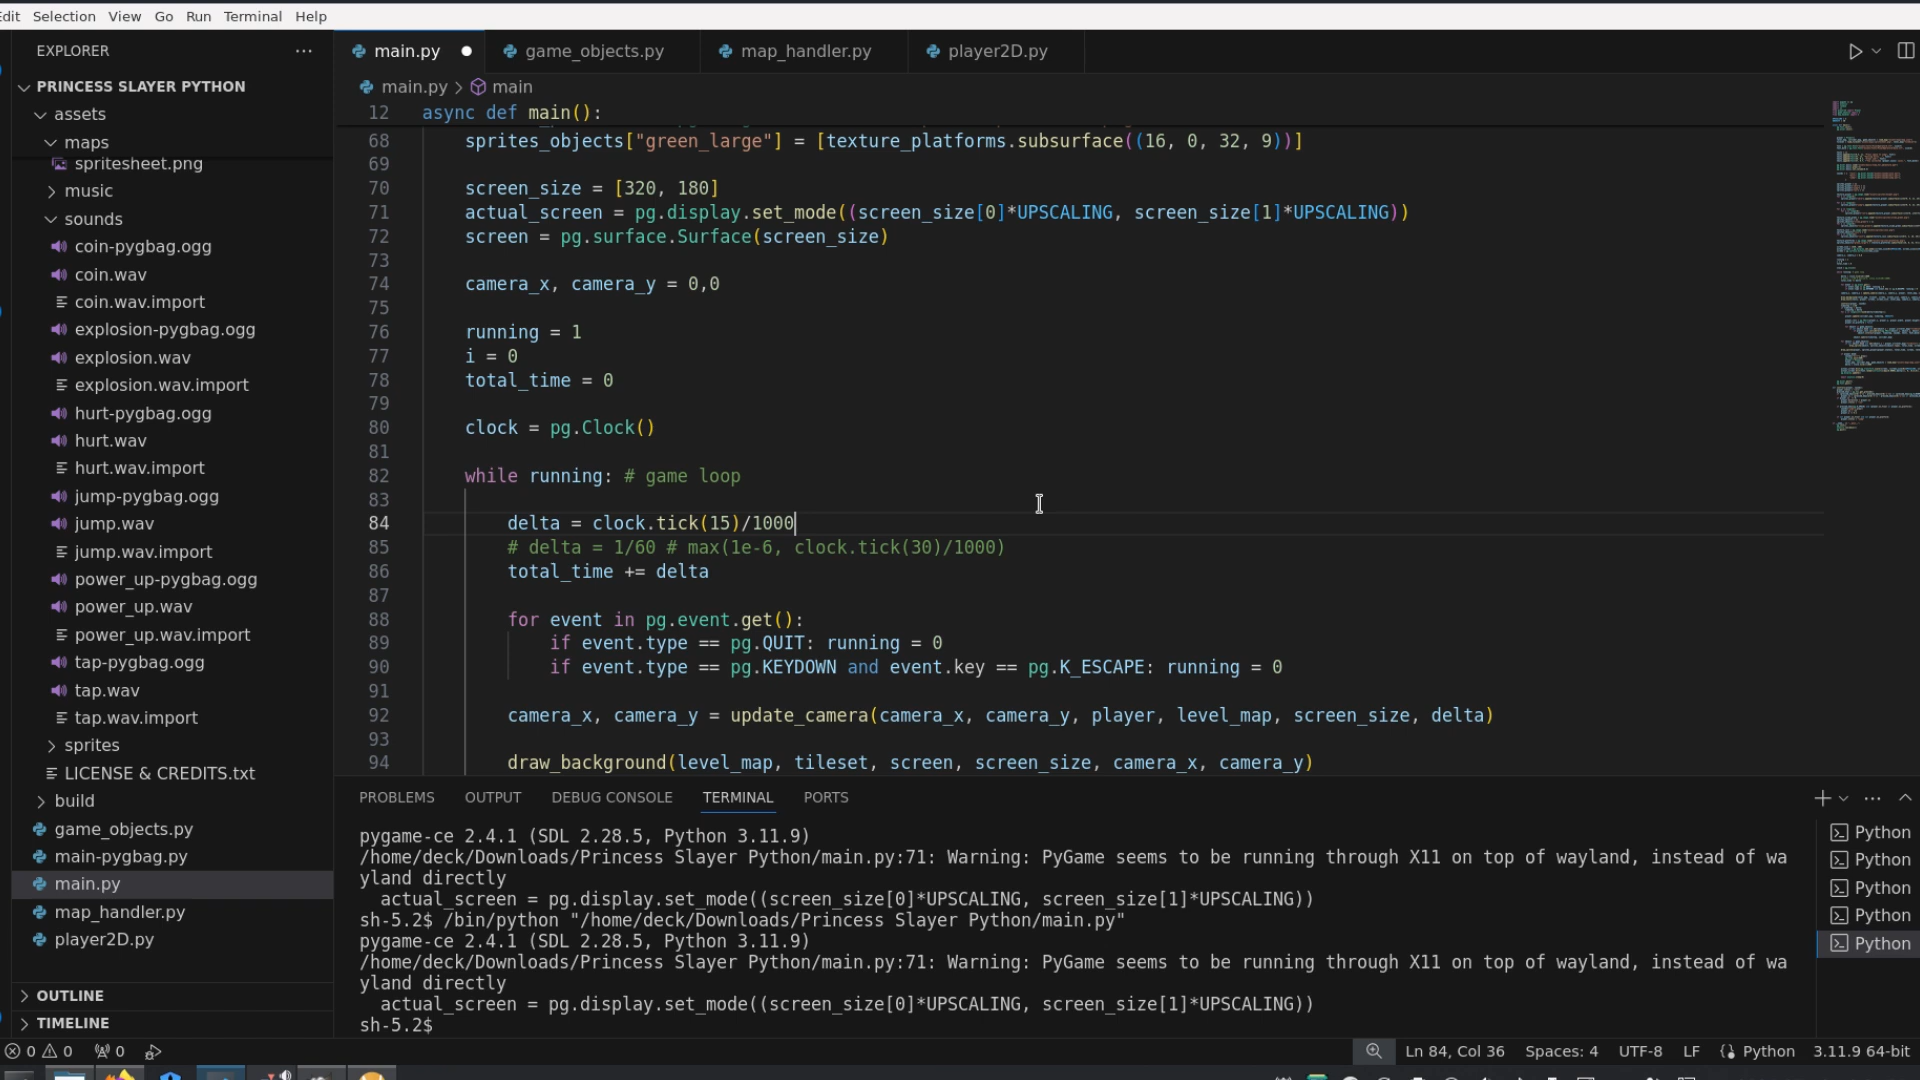 Edit Selection View Go Run Terminal Help
EXPLORER
PRINCESS SLAYER PYTHON
assets
maps
spritesheet.png
music
sounds
coin-pygbag.ogg
coin.wav
coin.wav.import
explosion-pygbag.ogg
explosion.wav
explosion.wav.import
hurt-pygbag.ogg
hurt.wav
hurt.wav.import
jump-pygbag.ogg
jump.wav
jump.wav.import
power_up-pygbag.ogg
power_up.wav
power_up.wav.import
tap-pygbag.ogg
tap.wav
tap.wav.import
sprites
LICENSE & CREDITS.txt
build
game_objects.py
main-pygbag.py
main.py
map_handler.py
player2D.py
OUTLINE
TIMELINE
main.py game_objects.py map_handler.py player2D.py
main.py > main
12 async def main():
68 sprites_objects["green_large"] = [texture_platforms.subsurface((16, 0, 32, 9))]
69
70 screen_size = [320, 180]
71 actual_screen = pg.display.set_mode((screen_size[0]*UPSCALING, screen_size[1]*UPSCALING))
72 screen = pg.surface.Surface(screen_size)
73
74 camera_x, camera_y = 0,0
75
76 running = 1
77 i = 0
78 total_time = 0
79
80 clock = pg.Clock()
81
82 while running: # game loop
83
84 delta = clock.tick(15)/1000
85 # delta = 1/60 # max(1e-6, clock.tick(30)/1000)
86 total_time += delta
87
88 for event in pg.event.get():
89 if event.type == pg.QUIT: running = 0
90 if event.type == pg.KEYDOWN and event.key == pg.K_ESCAPE: running = 0
91
92 camera_x, camera_y = update_camera(camera_x, camera_y, player, level_map, screen_size, delta)
93
94 draw_background(level_map, tileset, screen, screen_size, camera_x, camera_y)
PROBLEMS OUTPUT DEBUG CONSOLE TERMINAL PORTS
pygame-ce 2.4.1 (SDL 2.28.5, Python 3.11.9)
/home/deck/Downloads/Princess Slayer Python/main.py:71: Warning: PyGame seems to be running through X11 on top of wayland, instead of wa
yland directly
actual_screen = pg.display.set_mode((screen_size[0]*UPSCALING, screen_size[1]*UPSCALING))
sh-5.2$ /bin/python "/home/deck/Downloads/Princess Slayer Python/main.py"
pygame-ce 2.4.1 (SDL 2.28.5, Python 3.11.9)
/home/deck/Downloads/Princess Slayer Python/main.py:71: Warning: PyGame seems to be running through X11 on top of wayland, instead of wa
yland directly
actual_screen = pg.display.set_mode((screen_size[0]*UPSCALING, screen_size[1]*UPSCALING))
sh-5.2$
Python
Python
Python
Python
Python
0 0 0 Ln 84, Col 36 Spaces: 4 UTF-8 LF Python 3.11.9 64-bit